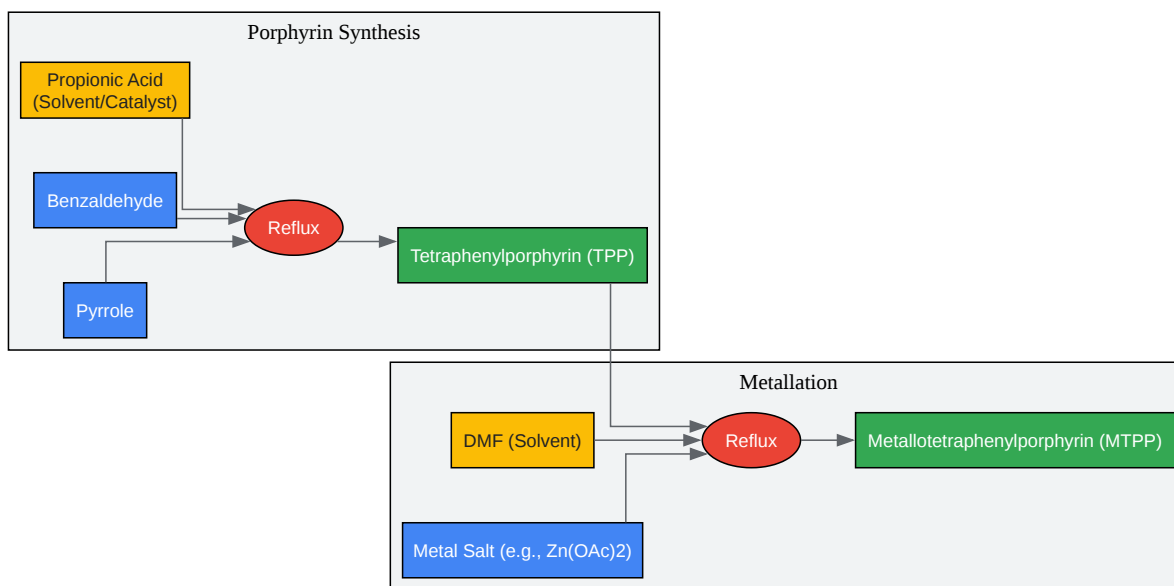 Porphyrin Synthesis
Propionic Acid
(Solvent/Catalyst)
Benzaldehyde
Reflux
Tetraphenylporphyrin (TPP)
Pyrrole
Metallation
DMF (Solvent)
Reflux
Metallotetraphenylporphyrin (MTPP)
Metal Salt (e.g., Zn(OAc)2)